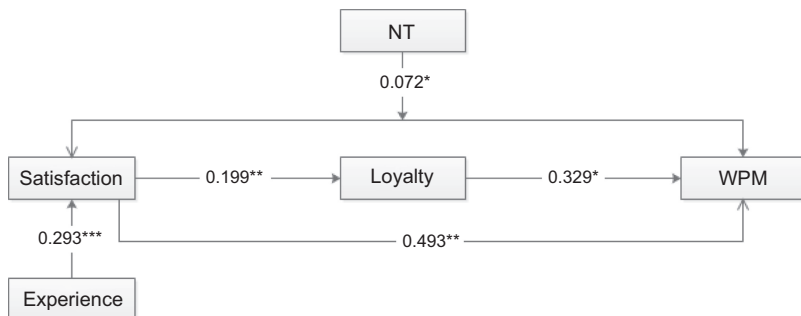 NT
0.072*
Satisfaction
0.199**
Loyalty
0.329*
WPM
0.293***
0.493**
Experience